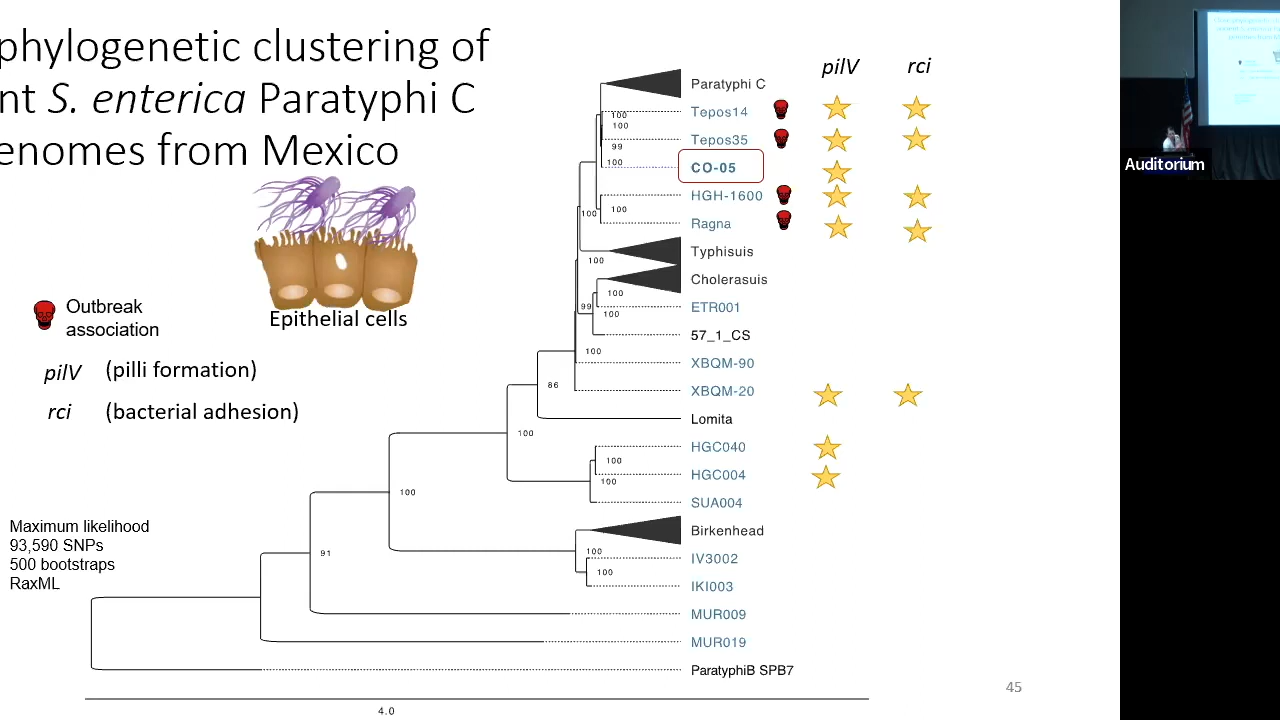 phylogenetic clustering of
nt S. enterica Paratyphi C
enomes from Mexico
Epithelial cells
Outbreak
association
pilV (pilli formation)
rci (bacterial adhesion)
Maximum likelihood
93,590 SNPs
500 bootstraps
RaxML
pilV rci
Paratyphi C
Tepos14
100
100
Tepos35
99
100
CO-05
HGH-1600
100
100
Ragna
Typhisuis
100
Cholerasuis
100
ETR001
99
100
57_1_CS
100
XBQM-90
86
XBQM-20
Lomita
100
HGC040
100
HGC004
100
SUA004
100
Birkenhead
100
IV3002
91
100
IKI003
MUR009
MUR019
ParatyphiB SPB7
4.0
45
Auditorium